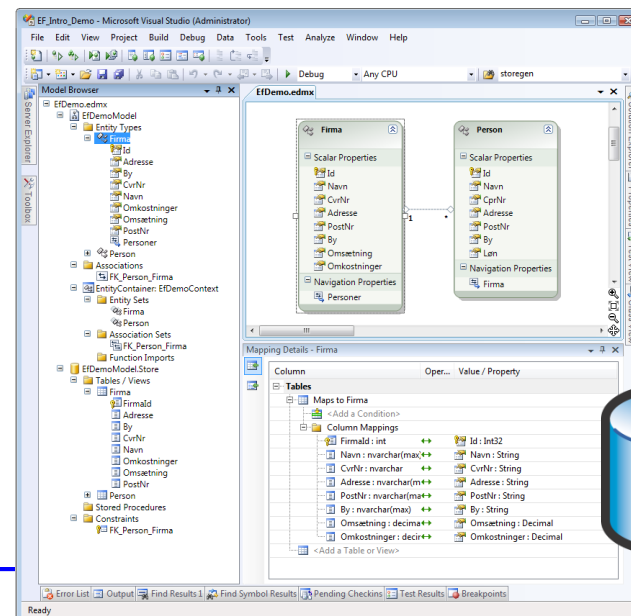 EF_Intro_Demo - Microsoft Visual Studio (Administrator)
File Edit View Project Build Debug Data Tools Test Analyze Window Help
Debug Any CPU storegen
Model Browser
EfDemo.edmx
EfDemoModel
Entity Types
Firma
Id
Adresse
By
CvrNr
Navn
Omkostninger
Omsætning
PostNr
Personer
Person
Associations
FK_Person_Firma
EntityContainer: EfDemoContext
Entity Sets
Firma
Person
Association Sets
FK_Person_Firma
Function Imports
EfDemoModel.Store
Tables / Views
Firma
FirmaId
Adresse
By
CvrNr
Navn
Omkostninger
Omsætning
PostNr
Person
Stored Procedures
Constraints
FK_Person_Firma
Server Explorer
Toolbox
EfDemo.edmx
Firma
Scalar Properties
Id
Navn
CvrNr
Adresse
PostNr
By
Omsætning
Omkostninger
Navigation Properties
Personer
1
*
Person
Scalar Properties
Id
Navn
CprNr
Adresse
PostNr
By
Løn
Navigation Properties
Firma
Mapping Details - Firma
Column Oper... Value / Property
Tables
Maps to Firma
<Add a Condition>
Column Mappings
FirmaId : int Id : Int32
Navn : nvarchar(max) Navn : String
CvrNr : nvarchar CvrNr : String
Adresse : nvarchar(m Adresse : String
PostNr : nvarchar(ma PostNr : String
By : nvarchar(max) By : String
Omsætning : decima Omsætning : Decimal
Omkostninger : decir Omkostninger : Decimal
<Add a Table or View>
Error List Output Find Results 1 Find Symbol Results Pending Checkins Test Results Breakpoints
Ready